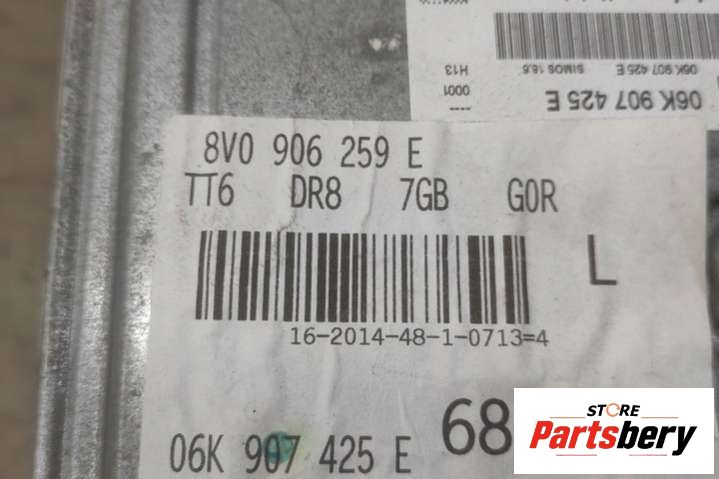 06K 907 425 E
0001
H13
SIMOS 18.6
06K 907 425 E
8V0 906 259 E
TT6 DR8 7GB G0R
L
16-2014-48-1-0713=4
06K 907 425 E
68
STORE
Partsbery